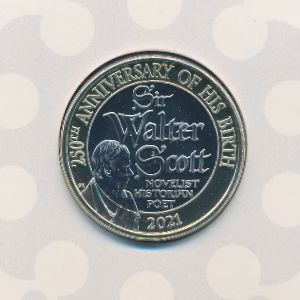 250TH ANNIVERSARY OF HIS BIRTH
Sir
Walter
Scott
NOVELIST
HISTORIAN
POET
2021